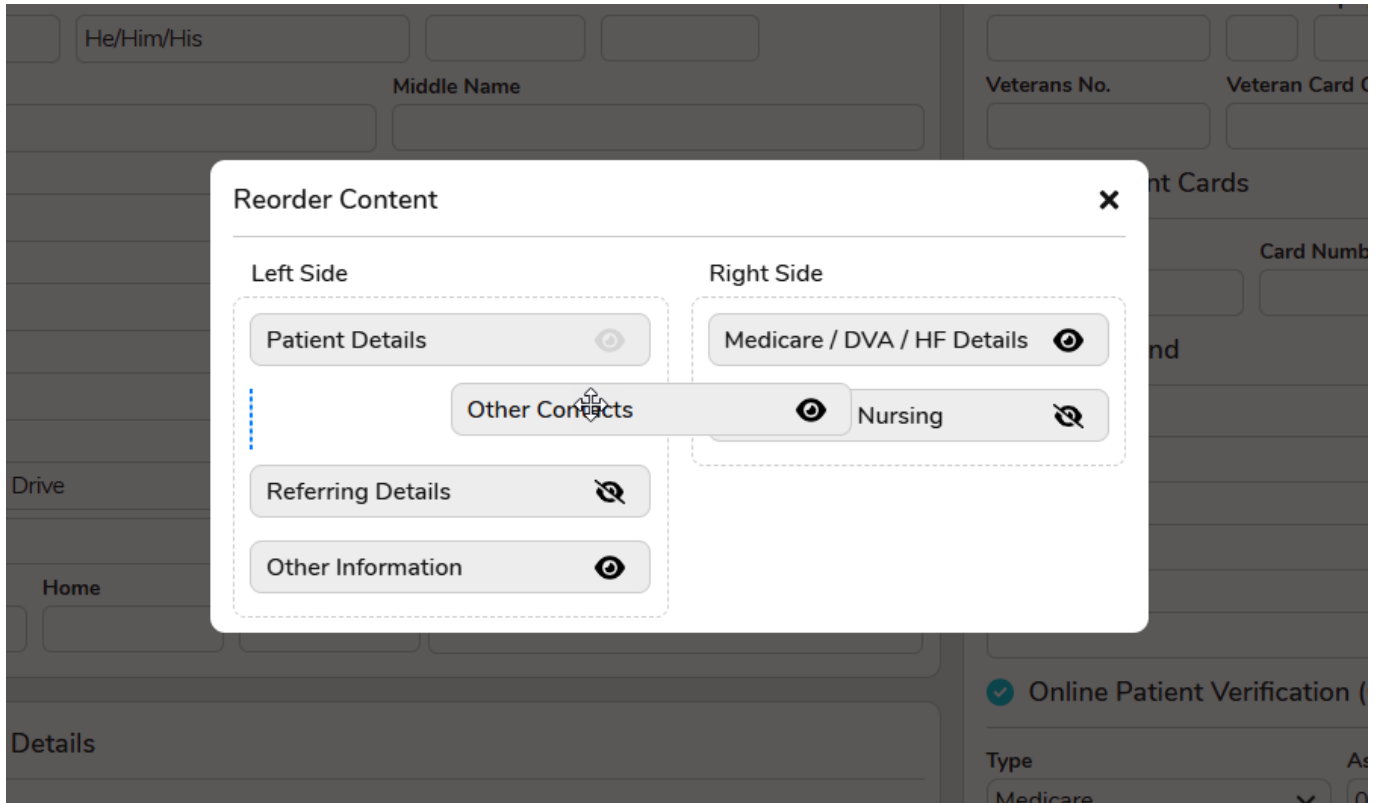 He/Him/His
Middle Name
Veterans No.
Veteran Card
nt Cards
Card Numb
nd
Reorder Content
Left Side
Right Side
Patient Details
Medicare / DVA / HF Details
Other Contacts
Nursing
Referring Details
Other Information
Drive
Home
Online Patient Verification (
Details
Type
As
Medicare
0